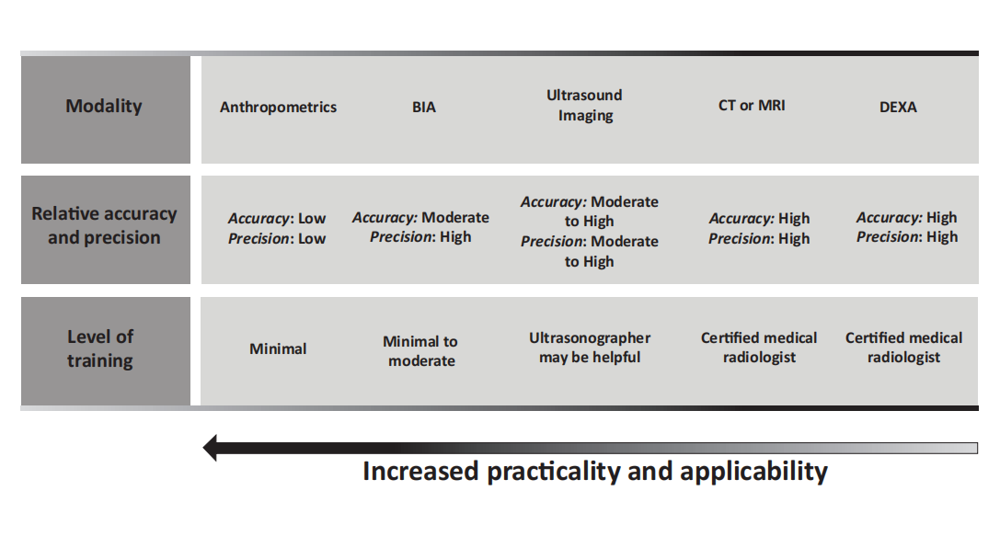 Modality
Anthropometrics
BIA
Ultrasound
Imaging
CT or MRI
DEXA
Relative accuracy
and precision
Accuracy: Low
Precision: Low
Accuracy: Moderate
Precision: High
Accuracy: Moderate
to High
Precision: Moderate
to High
Accuracy: High
Precision: High
Accuracy: High
Precision: High
Level of
training
Minimal
Minimal to
moderate
Ultrasonographer
may be helpful
Certified medical
radiologist
Certified medical
radiologist
Increased practicality and applicability